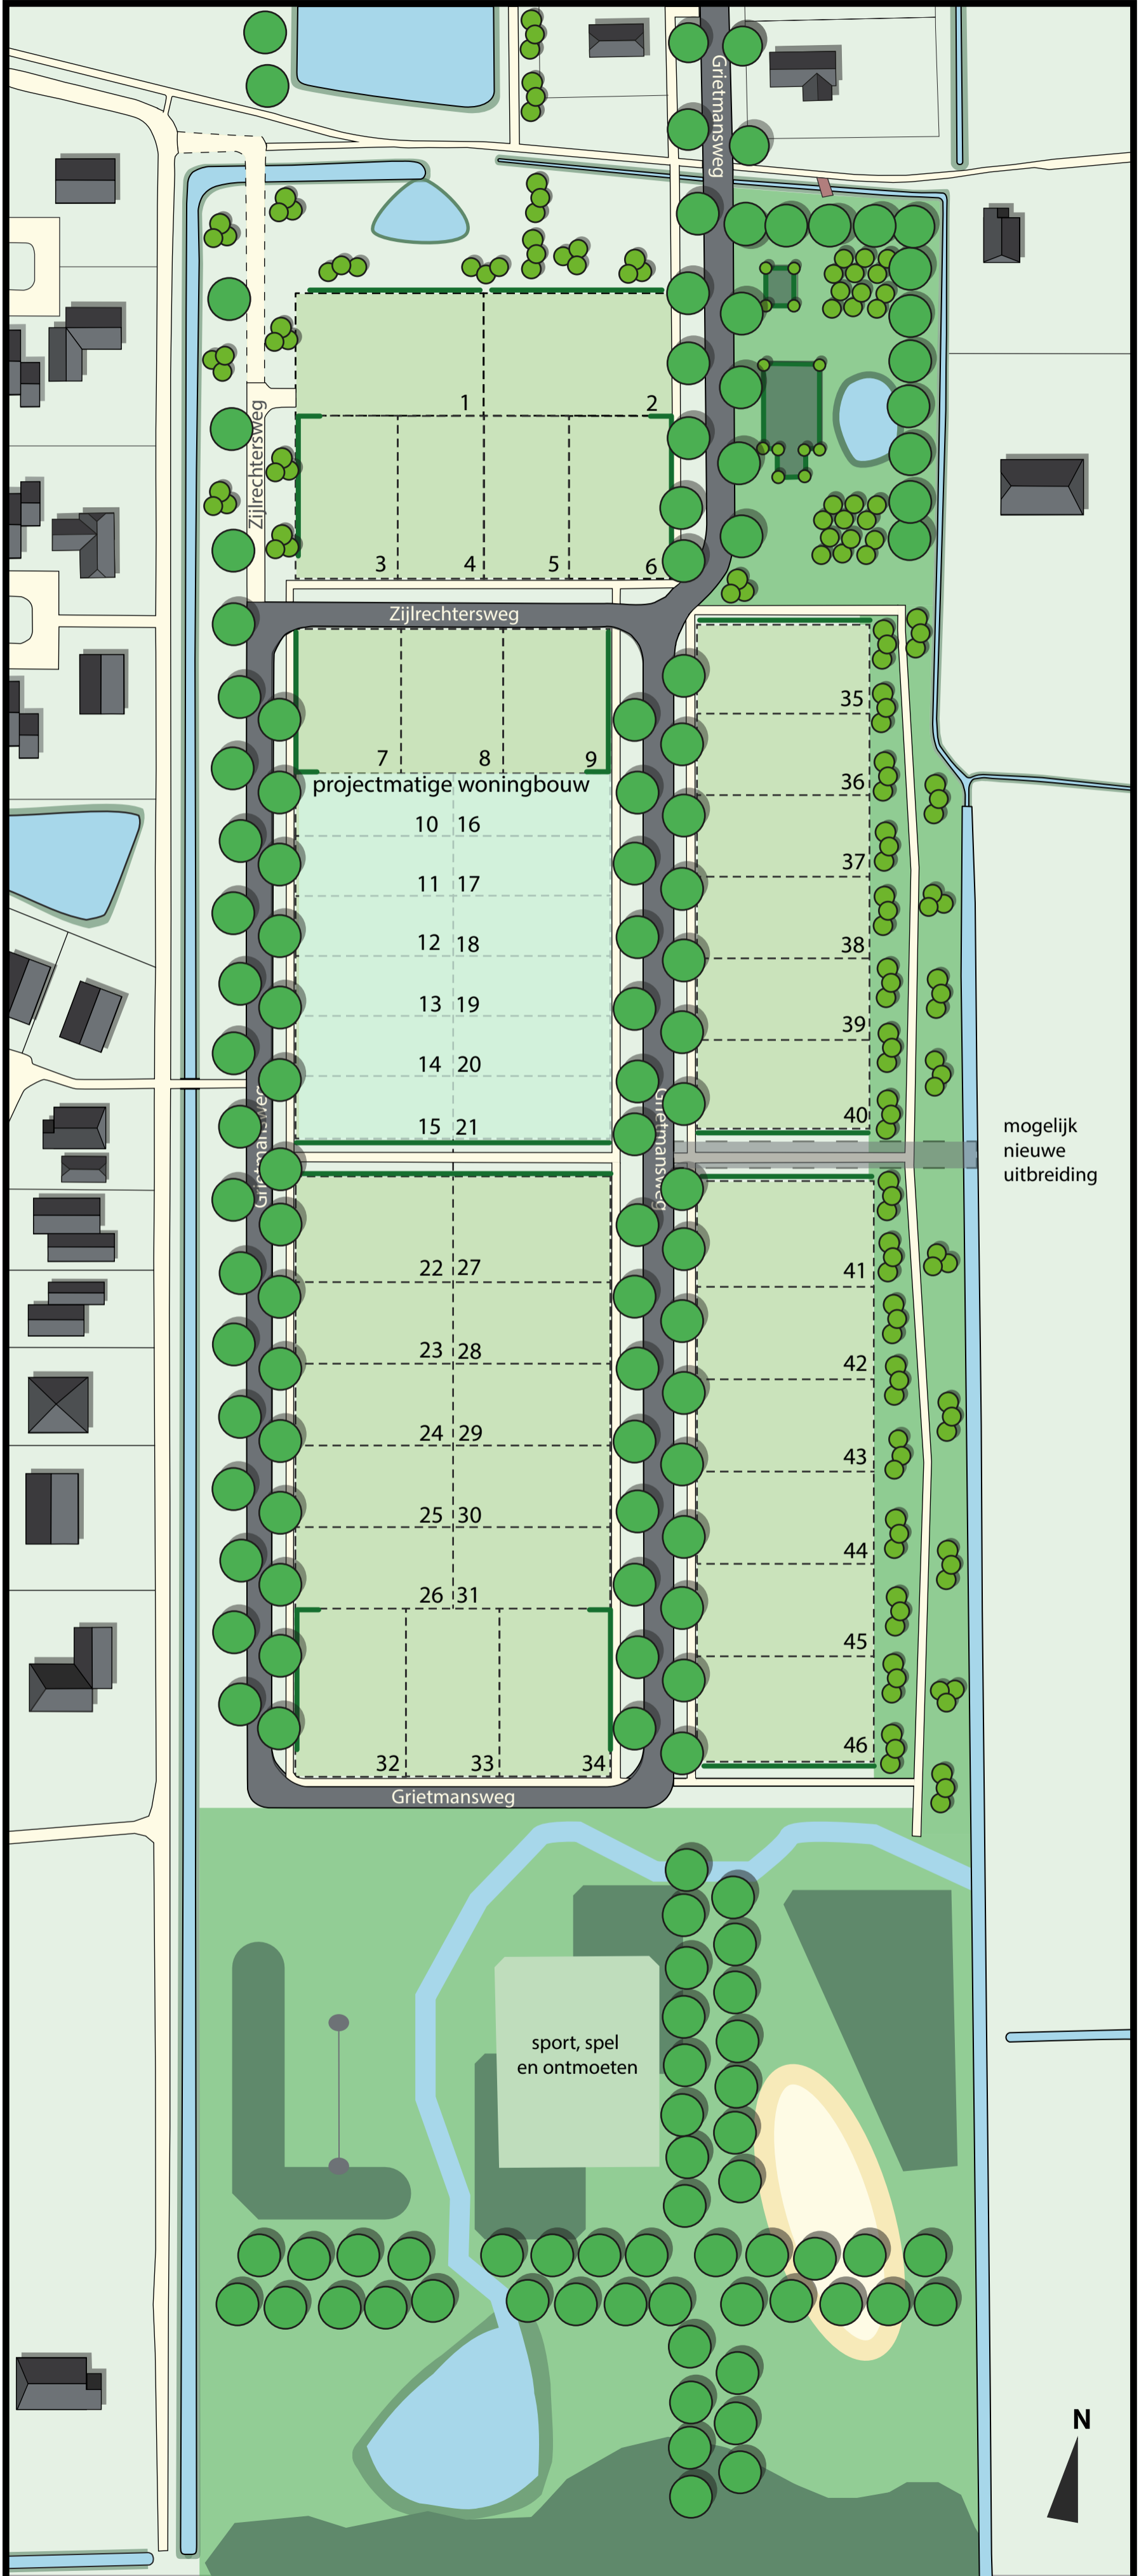 Grietmansweg
1
2
Zijlrechtersweg
3
4
5
6
Zijlrechtersweg
7
8
9
projectmatige woningbouw
10 16
11 17
12 18
13 19
14 20
15 21
35
36
37
38
39
40
Grietmansweg
Grietmansweg
mogelijk
nieuwe
uitbreiding
22 27
23 28
24 29
25 30
26 31
32
33
34
41
42
43
44
45
46
Grietmansweg
sport, spel
en ontmoeten
N